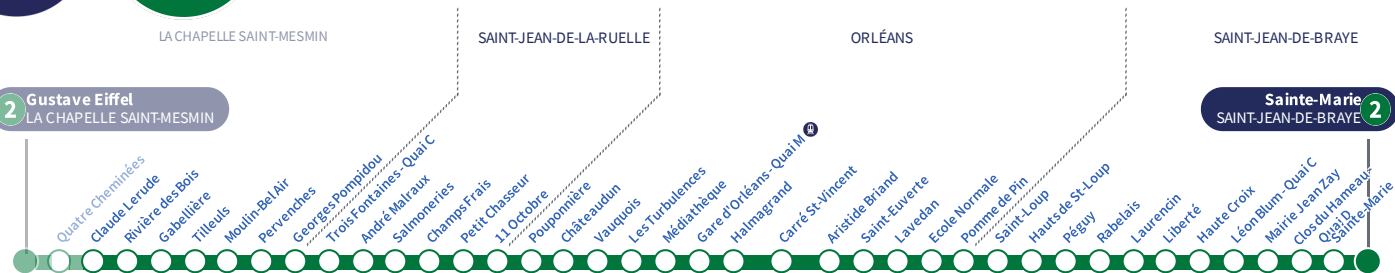 LA CHAPELLE SAINT-MESMIN
SAINT-JEAN-DE-LA-RUELLE
ORLÉANS
SAINT-JEAN-DE-BRAYE
2
Gustave Eiffel
LA CHAPELLE SAINT-MESMIN
Sainte-Marie
SAINT-JEAN-DE-BRAYE
2
Quatre Cheminées
Claude Lerude
Rivière des Bois
Gabellière
Tilleuls
Moulin-Bel Air
Pervenches
Georges Pompidou
Trois Fontaines - Quai C
André Malraux
Salmoneries
Champs Frais
Petit Chasseur
11 Octobre
Pouponnière
Châteaudun
Vauquois
Les Turbulences
Médiathèque
Gare d'Orléans - Quai M
Halmagrand
Carré St-Vincent
Aristide Briand
Saint-Euverte
Lavedan
Ecole Normale
Pomme de Pin
Saint-Loup
Hauts de St-Loup
Péguy
Rabelais
Laurencin
Liberté
Haute Croix
Léon Blum - Quai C
Mairie Jean Zay
Clos du Hameau -
Quai D
Sainte-Marie